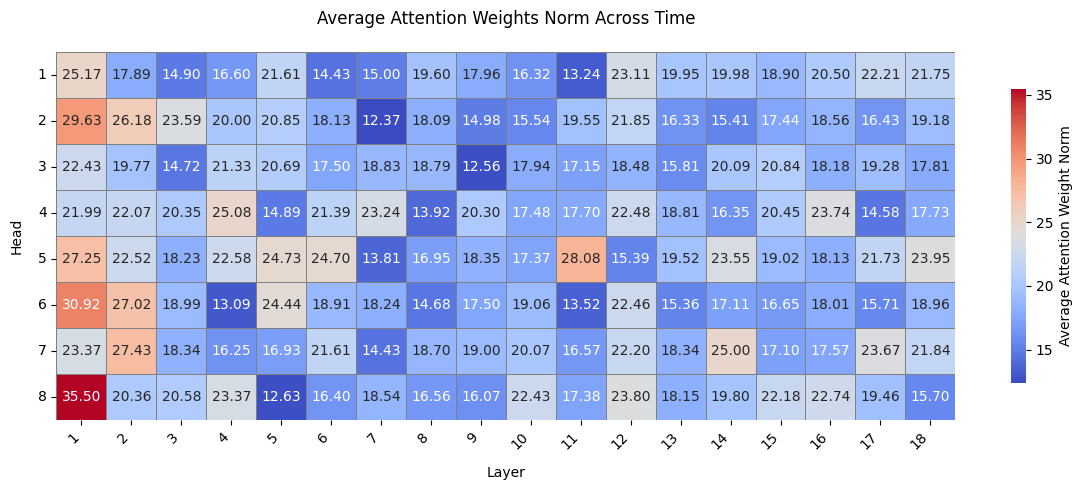 Average Attention Weights Norm Across Time
1 25.17 17.89 14.90 16.60 21.61 14.43 15.00 19.60 17.96 16.32 13.24 23.11 19.95 19.98 18.90 20.50 22.21 21.75
2 29.63 26.18 23.59 20.00 20.85 18.13 12.37 18.09 14.98 15.54 19.55 21.85 16.33 15.41 17.44 18.56 16.43 19.18
3 22.43 19.77 14.72 21.33 20.69 17.50 18.83 18.79 12.56 17.94 17.15 18.48 15.81 20.09 20.84 18.18 19.28 17.81
4 21.99 22.07 20.35 25.08 14.89 21.39 23.24 13.92 20.30 17.48 17.70 22.48 18.81 16.35 20.45 23.74 14.58 17.73
5 27.25 22.52 18.23 22.58 24.73 24.70 13.81 16.95 18.35 17.37 28.08 15.39 19.52 23.55 19.02 18.13 21.73 23.95
6 30.92 27.02 18.99 13.09 24.44 18.91 18.24 14.68 17.50 19.06 13.52 22.46 15.36 17.11 16.65 18.01 15.71 18.96
7 23.37 27.43 18.34 16.25 16.93 21.61 14.43 18.70 19.00 20.07 16.57 22.20 18.34 25.00 17.10 17.57 23.67 21.84
8 35.50 20.36 20.58 23.37 12.63 16.40 18.54 16.56 16.07 22.43 17.38 23.80 18.15 19.80 22.18 22.74 19.46 15.70
1 2 3 4 5 6 7 8 9 10 11 12 13 14 15 16 17 18
Layer
Head
35
30
25
20
15
Average Attention Weight Norm